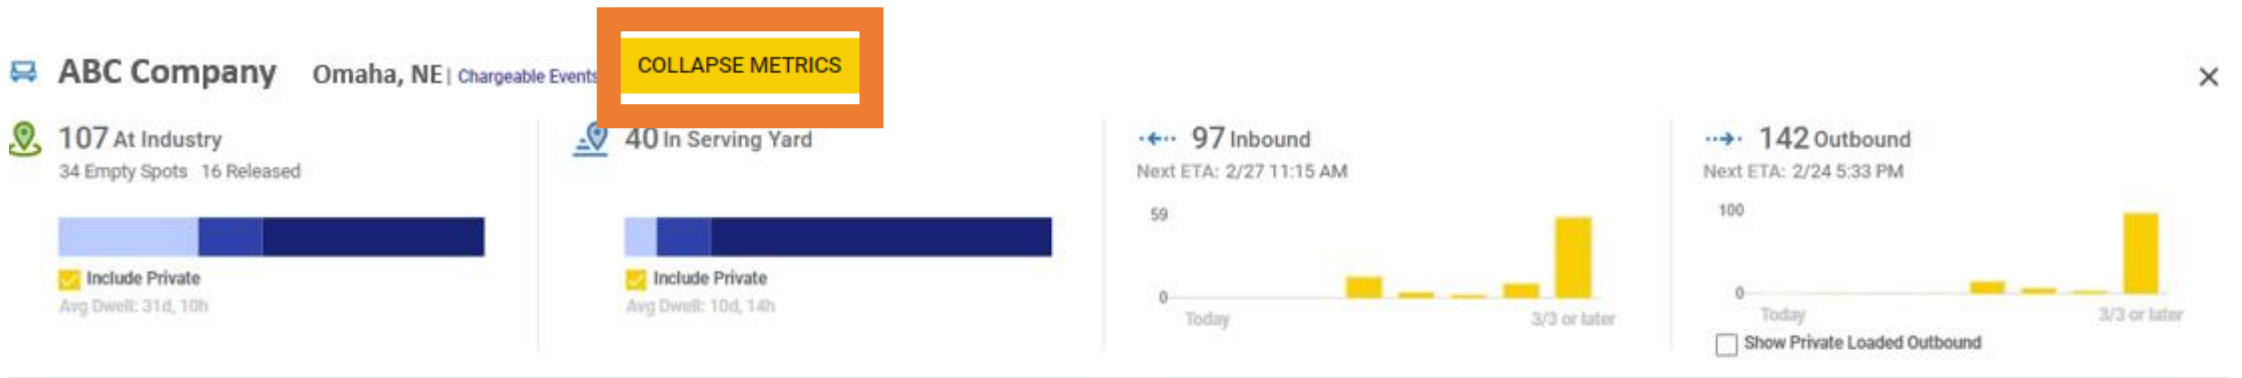 ABC Company Omaha, NE | Chargeable Events COLLAPSE METRICS
107 At Industry
34 Empty Spots 16 Released
Include Private
Avg Dwell: 31d, 10h
40 In Serving Yard
Include Private
Avg Dwell: 10d, 14h
97 Inbound
Next ETA: 2/27 11:15 AM
59
0
Today 3/3 or later
142 Outbound
Next ETA: 2/24 5:33 PM
100
0
Today 3/3 or later
Show Private Loaded Outbound